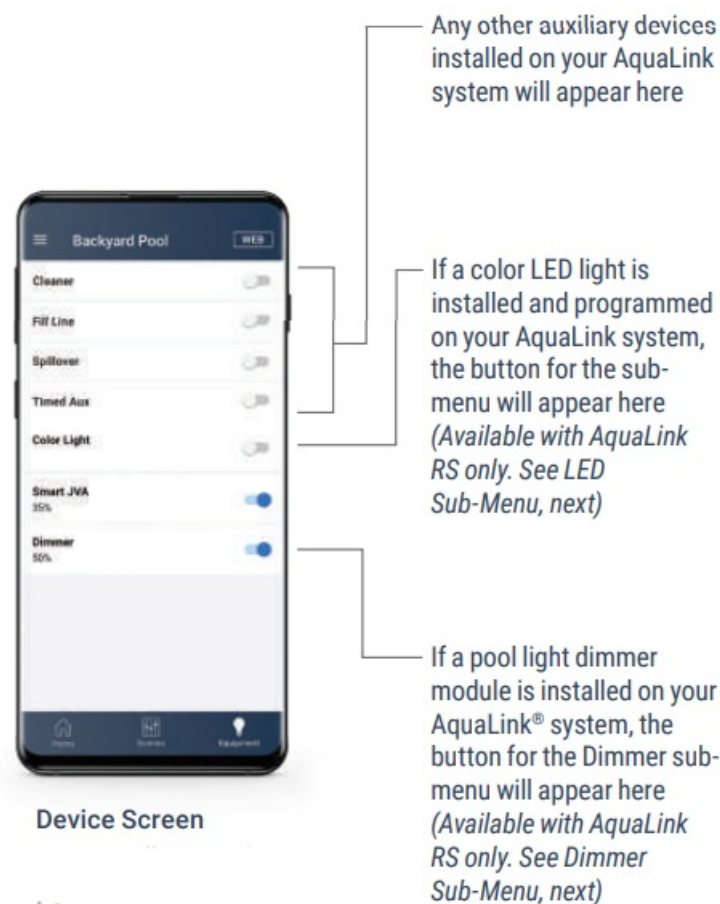 Any other auxiliary devices
installed on your AquaLink
system will appear here
Backyard Pool
WEB
Cleaner
Fill Line
Spillover
Timed Aux
Color Light
Smart JVA
35%
Dimmer
50%
Home
Scenes
Equipment
Device Screen
If a color LED light is
installed and programmed
on your AquaLink system,
the button for the sub-
menu will appear here
(Available with AquaLink
RS only. See LED
Sub-Menu, next)
If a pool light dimmer
module is installed on your
AquaLink® system, the
button for the Dimmer sub-
menu will appear here
(Available with AquaLink
RS only. See Dimmer
Sub-Menu, next)